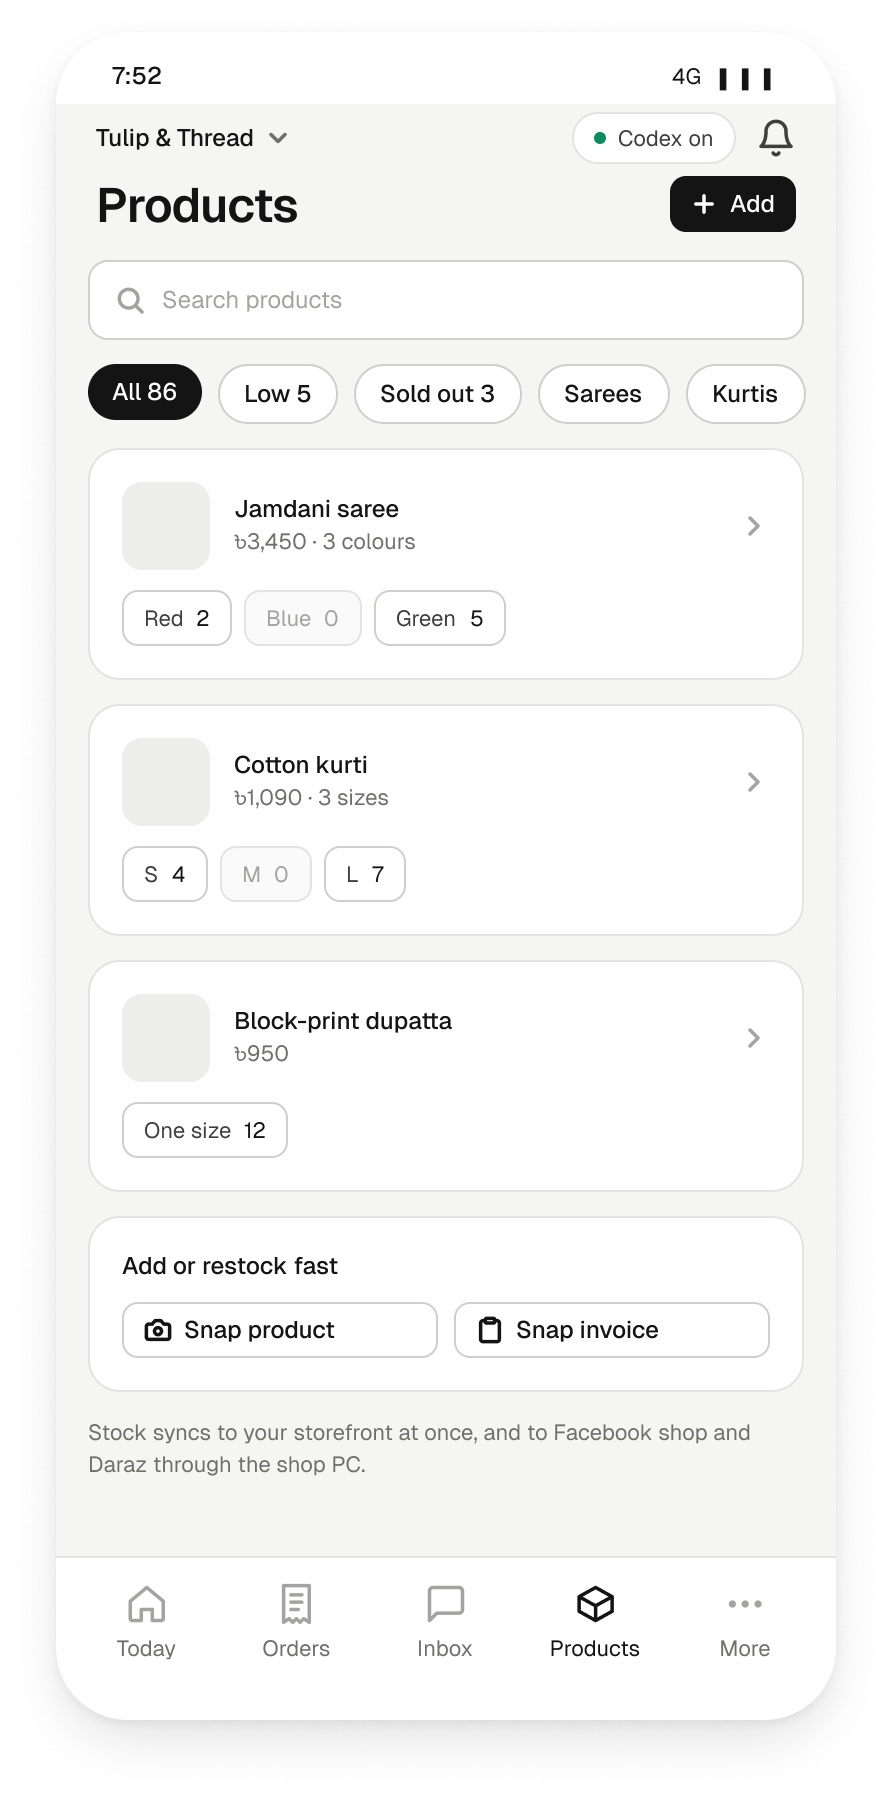 7:52
4G
Tulip & Thread
Codex on
Products
Add
Search products
All 86
Low 5
Sold out 3
Sarees
Kurtis
Jamdani saree
৳3,450 · 3 colours
Red 2
Blue 0
Green 5
Cotton kurti
৳1,090 · 3 sizes
S 4
M 0
L 7
Block-print dupatta
৳950
One size 12
Add or restock fast
Snap product
Snap invoice
Stock syncs to your storefront at once, and to Facebook shop and
Daraz through the shop PC.
Today
Orders
Inbox
Products
More